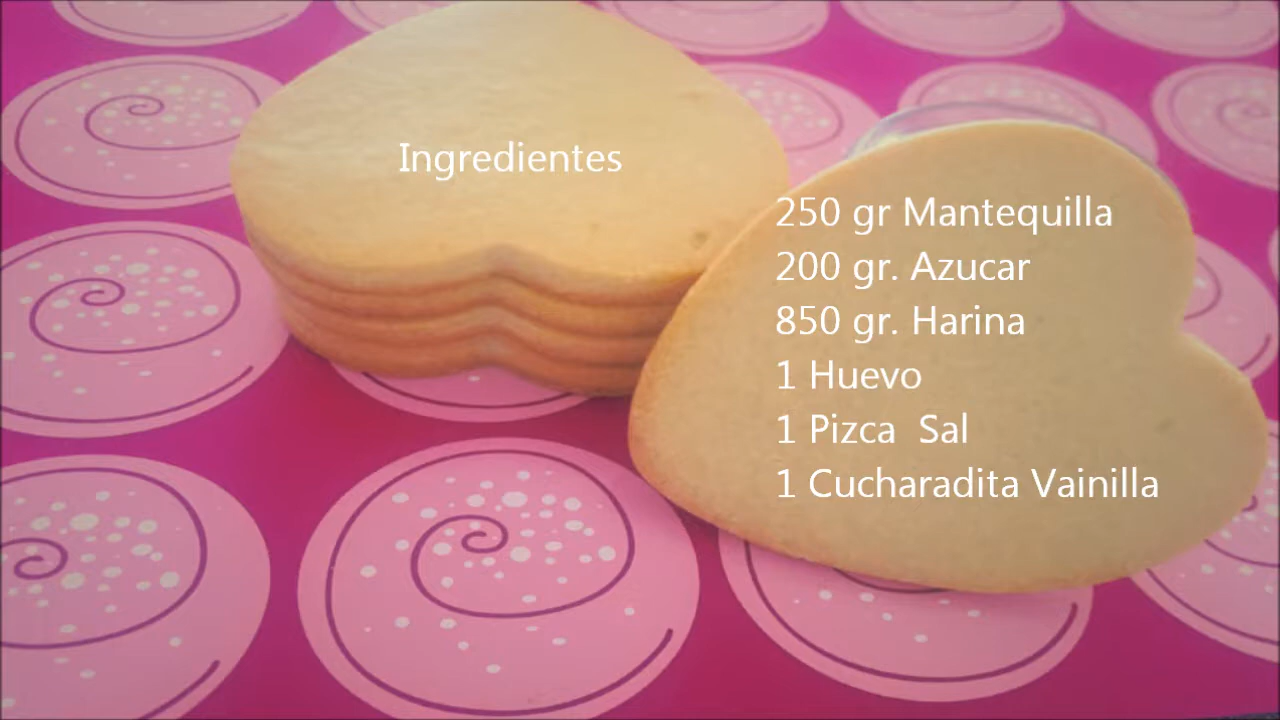 Ingredientes
250 gr Mantequilla
200 gr. Azucar
850 gr. Harina
1 Huevo
1 Pizca  Sal
1 Cucharadita Vainilla